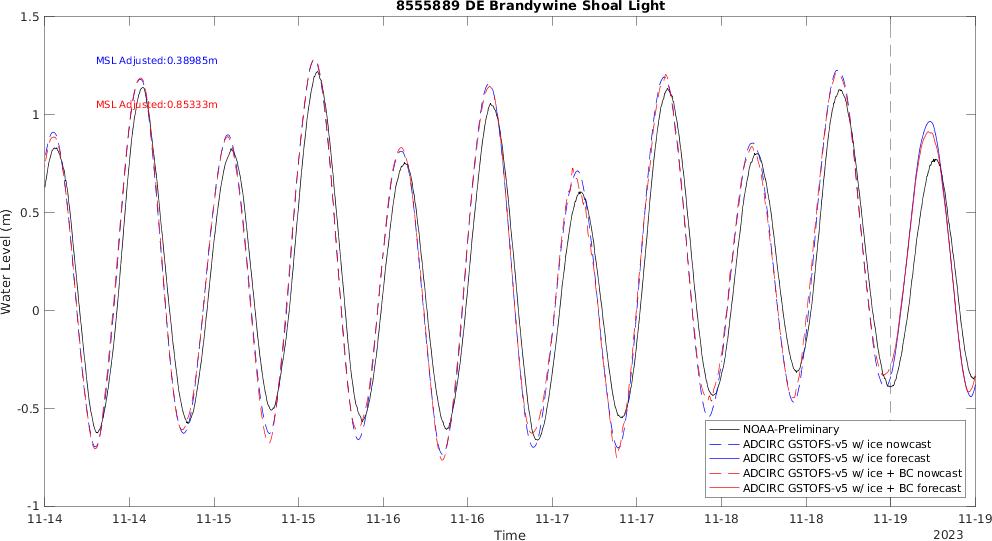 8555889 DE Brandywine Shoal Light
1.5
1
0.5
0
-0.5
-1
Water Level (m)
MSL Adjusted:0.38985m
MSL Adjusted:0.85333m
NOAA-Preliminary
ADCIRC GSTOFS-v5 w/ ice nowcast
ADCIRC GSTOFS-v5 w/ ice forecast
ADCIRC GSTOFS-v5 w/ ice + BC nowcast
ADCIRC GSTOFS-v5 w/ ice + BC forecast
11-14 11-14 11-15 11-15 11-16 11-16 11-17 11-17 11-18 11-18 11-19 11-19
Time
2023